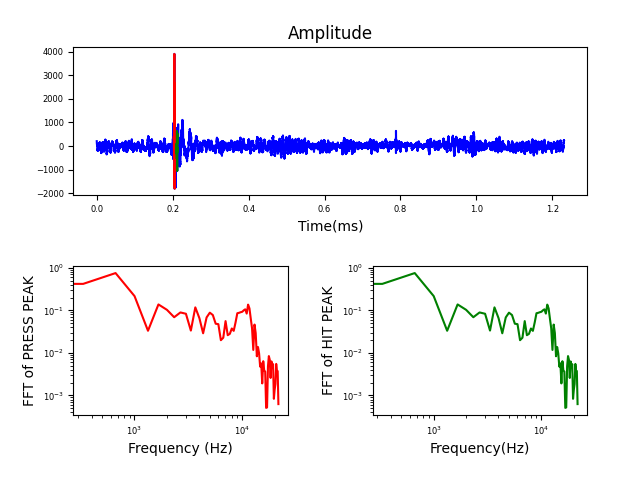 Amplitude
4000
3000
2000
1000
0
−1000
−2000
0.0 0.2 0.4 0.6 0.8 1.0 1.2
Time(ms)
FFT of PRESS PEAK
10⁰
10⁻¹
10⁻²
10⁻³
10³ 10⁴
Frequency (Hz)
FFT of HIT PEAK
10⁰
10⁻¹
10⁻²
10⁻³
10³ 10⁴
Frequency(Hz)